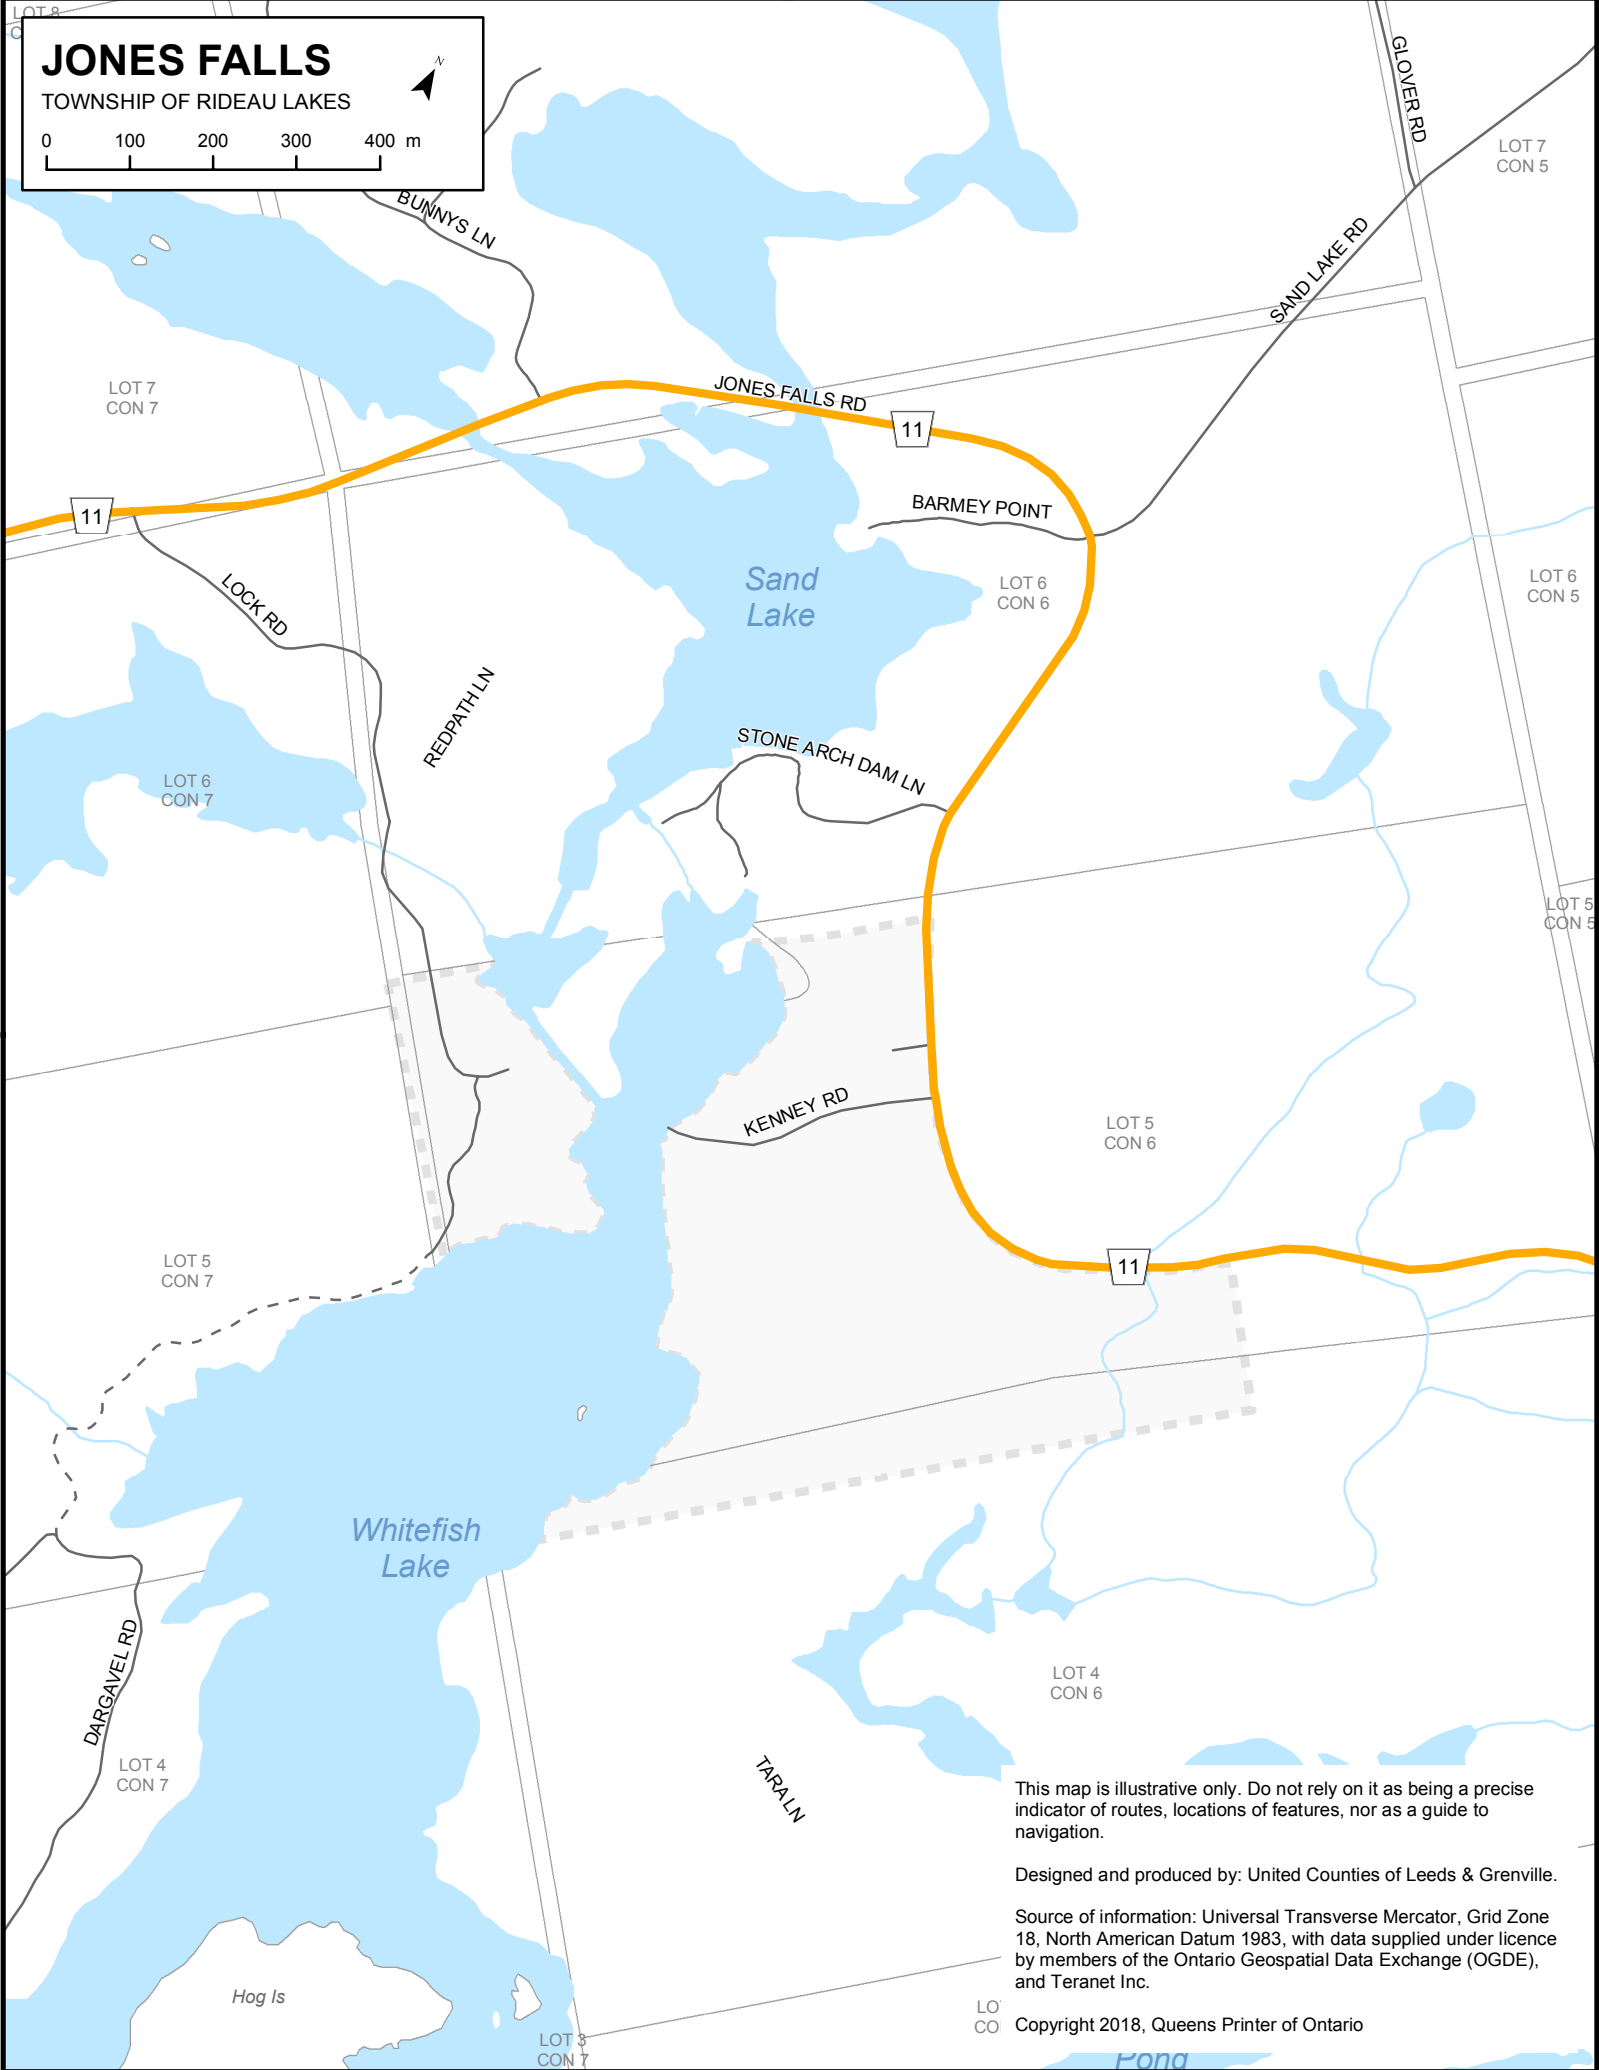 LOT 8
JONES FALLS
N
TOWNSHIP OF RIDEAU LAKES
0 100 200 300 400 m
GLOVER RD
LOT 7
CON 5
BUNNYS LN
SAND LAKE RD
LOT 7
CON 7
JONES FALLS RD
11
11
BARMEY POINT
Sand
Lake
LOT 6
CON 6
LOT 6
CON 5
LOCK RD
REDPATH LN
STONE ARCH DAM LN
LOT 6
CON 7
LOT 5
CON 5
KENNEY RD
LOT 5
CON 6
LOT 5
CON 7
11
Whitefish
Lake
DARGAVEL RD
LOT 4
CON 6
LOT 4
CON 7
TARA LN
This map is illustrative only. Do not rely on it as being a precise
indicator of routes, locations of features, nor as a guide to
navigation.
Designed and produced by: United Counties of Leeds & Grenville.
Source of information: Universal Transverse Mercator, Grid Zone
18, North American Datum 1983, with data supplied under licence
by members of the Ontario Geospatial Data Exchange (OGDE),
and Teranet Inc.
Copyright 2018, Queens Printer of Ontario
Hog Is
LO
CO
LOT 3
CON 7
Pond